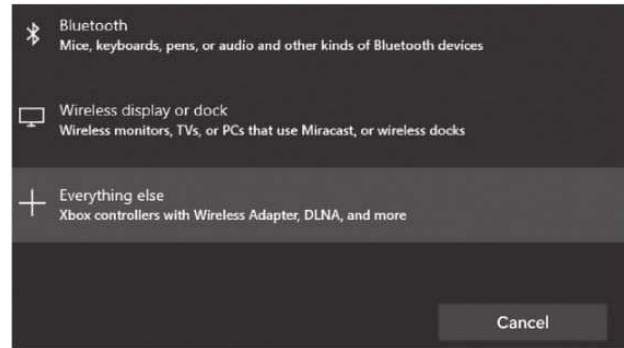 Bluetooth
Mice, keyboards, pens, or audio and other kinds of Bluetooth devices
Wireless display or dock
Wireless monitors, TVs, or PCs that use Miracast, or wireless docks
Everything else
Xbox controllers with Wireless Adapter, DLNA, and more
Cancel